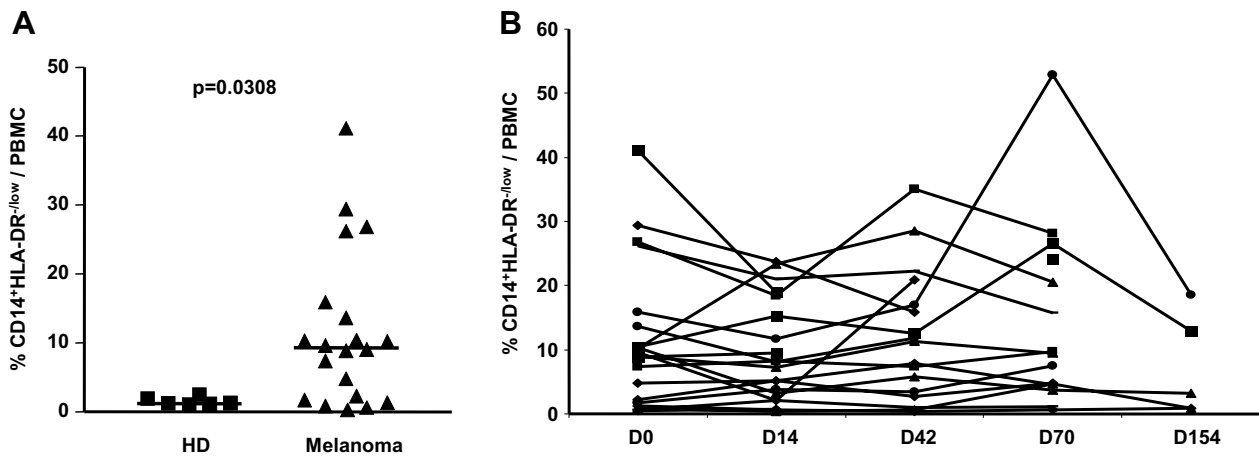 A
% CD14⁺HLA-DR⁻/ˡᵒʷ / PBMC
50
40
30
20
10
0
p=0.0308
HD
Melanoma
B
% CD14⁺HLA-DR⁻/ˡᵒʷ / PBMC
60
50
40
30
20
10
0
D0
D14
D42
D70
D154